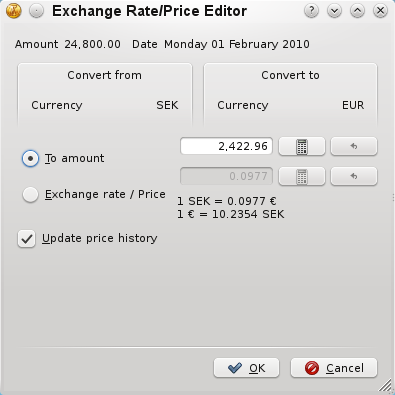 Exchange Rate/Price Editor
Amount 24,800.00 Date Monday 01 February 2010
Convert from
Currency SEK
Convert to
Currency EUR
To amount 2,422.96
Exchange rate / Price 0.0977
1 SEK = 0.0977 €
1 € = 10.2354 SEK
Update price history
OK Cancel